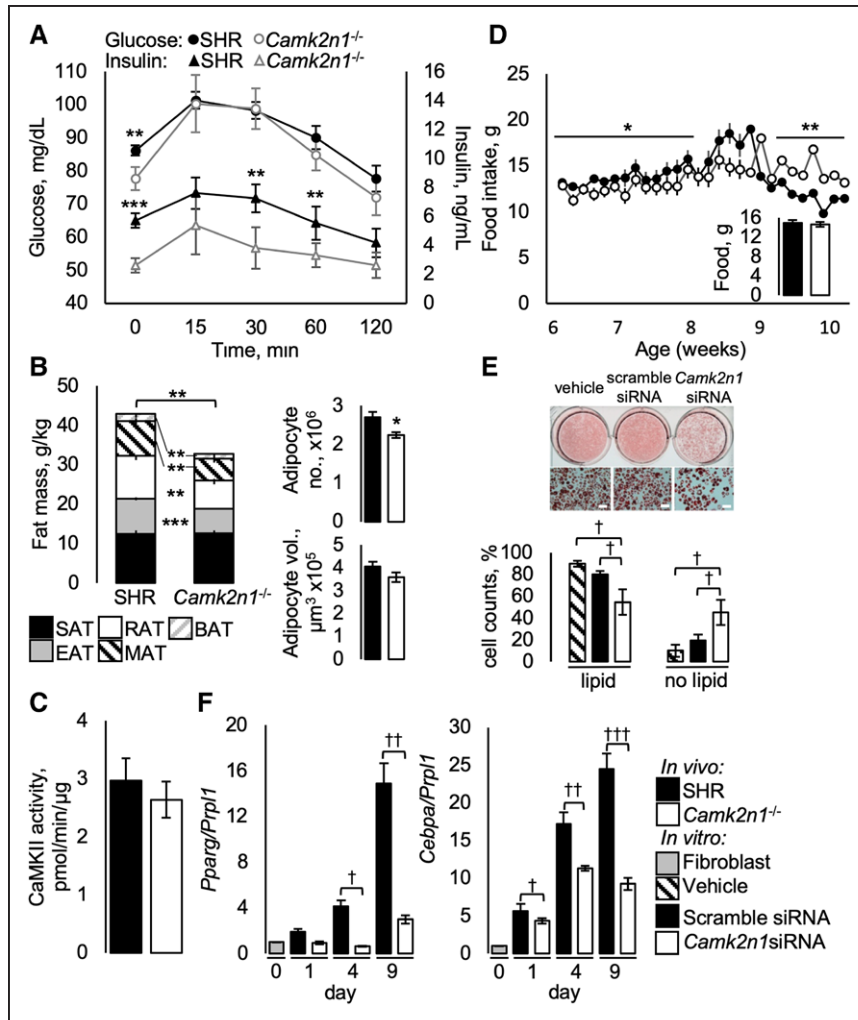 A
Glucose: SHR Camk2n1-/-
Insulin: SHR Camk2n1-/-
110
100
90
80
70
60
50
40
Glucose, mg/dL
16
14
12
10
8
6
4
2
0
Insulin, ng/mL
**
***
**
**
0 15 30 60 120
Time, min
D
25
20
15
10
5
0
Food intake, g
*
**
16
12
8
4
0
Food, g
6 7 8 9 10
Age (weeks)
B
50
40
30
20
10
0
Fat mass, g/kg
**
**
**
**
***
SHR Camk2n1-/-
SAT RAT BAT
EAT MAT
3
2
1
0
Adipocyte no., x10⁶
*
5
4
3
2
1
0
Adipocyte vol., µm³ x10⁵
E
vehicle scramble siRNA Camk2n1 siRNA
100
80
60
40
20
0
cell counts, %
†
†
†
†
lipid no lipid
C
4
3
2
1
0
CaMKII activity, pmol/min/µg
F
20
16
12
8
4
0
Pparg/Prpl1
†
††
0 1 4 9
day
30
25
20
15
10
5
0
Cebpa/Prpl1
†
††
†††
0 1 4 9
day
In vivo:
SHR
Camk2n1-/-
In vitro:
Fibroblast
Vehicle
Scramble siRNA
Camk2n1siRNA